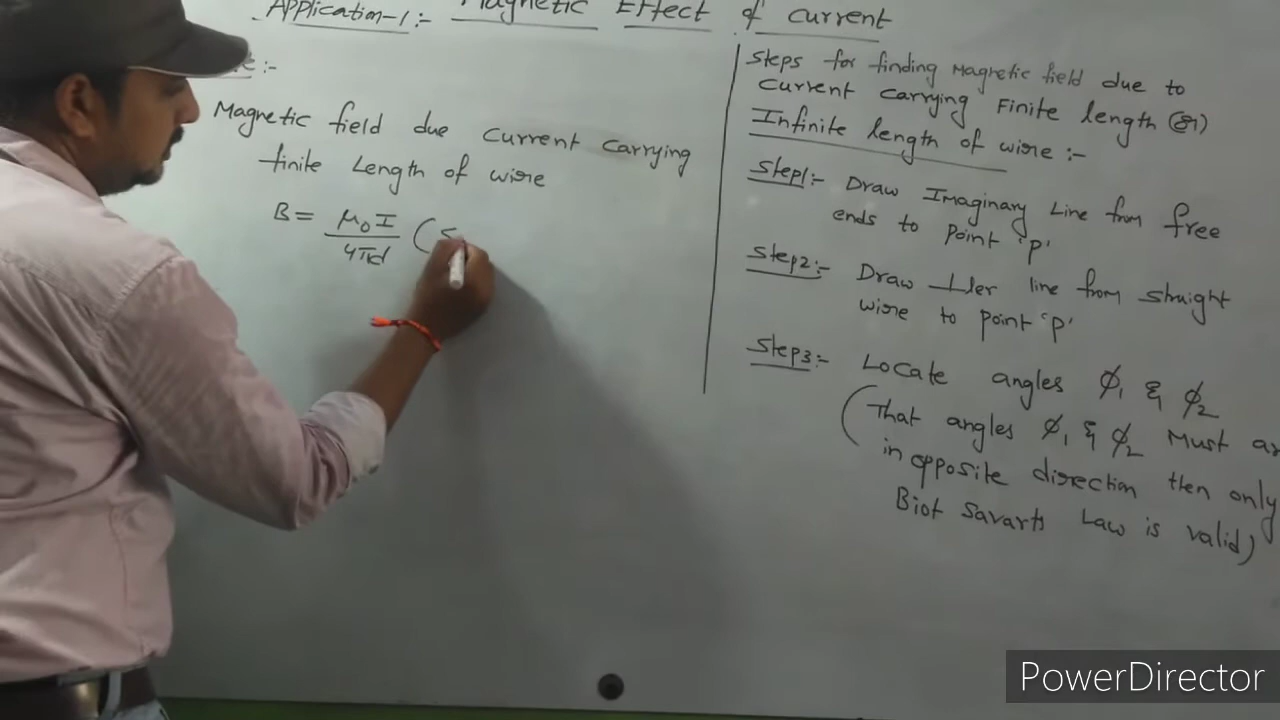 Application-1:- Magnetic Effect of current
Magnetic field due current carrying
finite Length of wire
B = μ₀I / 4πd (S
Steps for finding Magnetic field due to
current carrying Finite length (or)
Infinite length of wire :-
Step1:- Draw Imaginary Line from free
ends to point 'P'
Step2:- Draw ⊥ler line from straight
wire to point 'P'
Step3:- Locate angles ϕ₁ & ϕ₂
(That angles ϕ₁ & ϕ₂ Must are
in opposite direction then only
Biot Savarts Law is valid)
PowerDirector